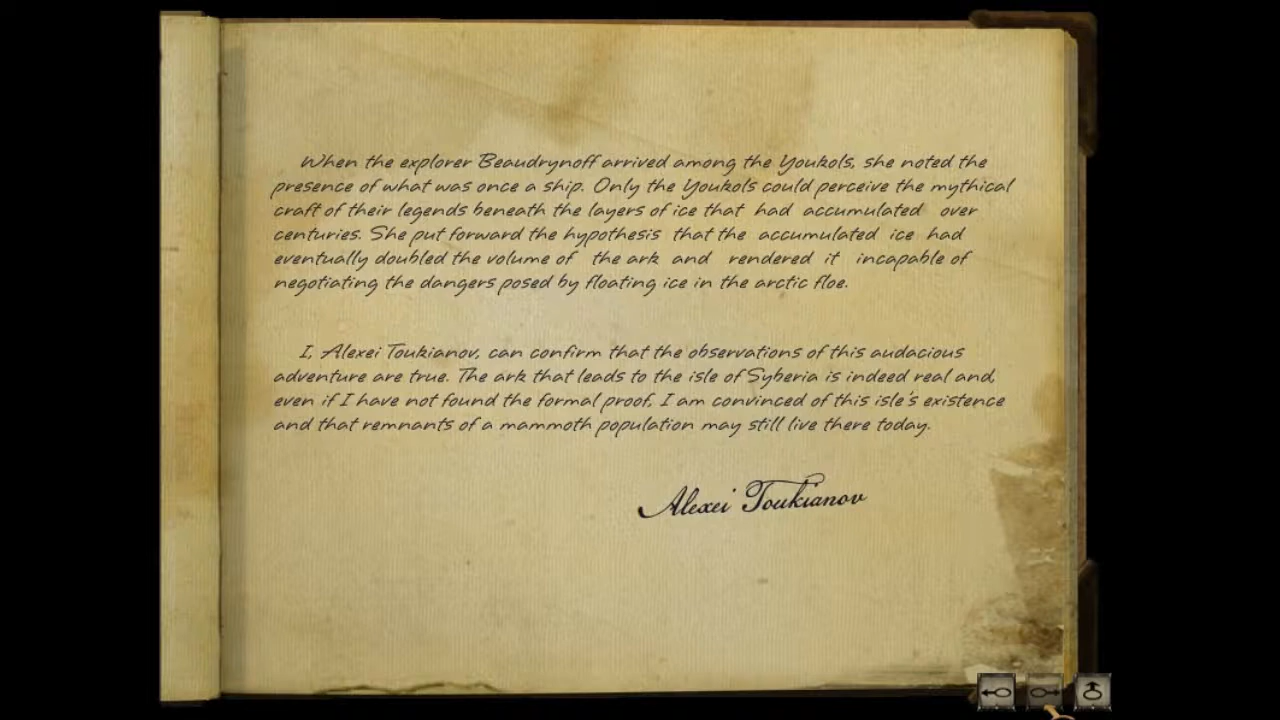 When the explorer Beaudrynoff arrived among the Youkols, she noted the
presence of what was once a ship. Only the Youkols could perceive the mythical
craft of their legends beneath the layers of ice that had accumulated over
centuries. She put forward the hypothesis that the accumulated ice had
eventually doubled the volume of the ark and rendered it incapable of
negotiating the dangers posed by floating ice in the arctic floe.
I, Alexei Toukianov, can confirm that the observations of this audacious
adventure are true. The ark that leads to the isle of Syberia is indeed real and,
even if I have not found the formal proof, I am convinced of this isle's existence
and that remnants of a mammoth population may still live there today.
Alexei Toukianov